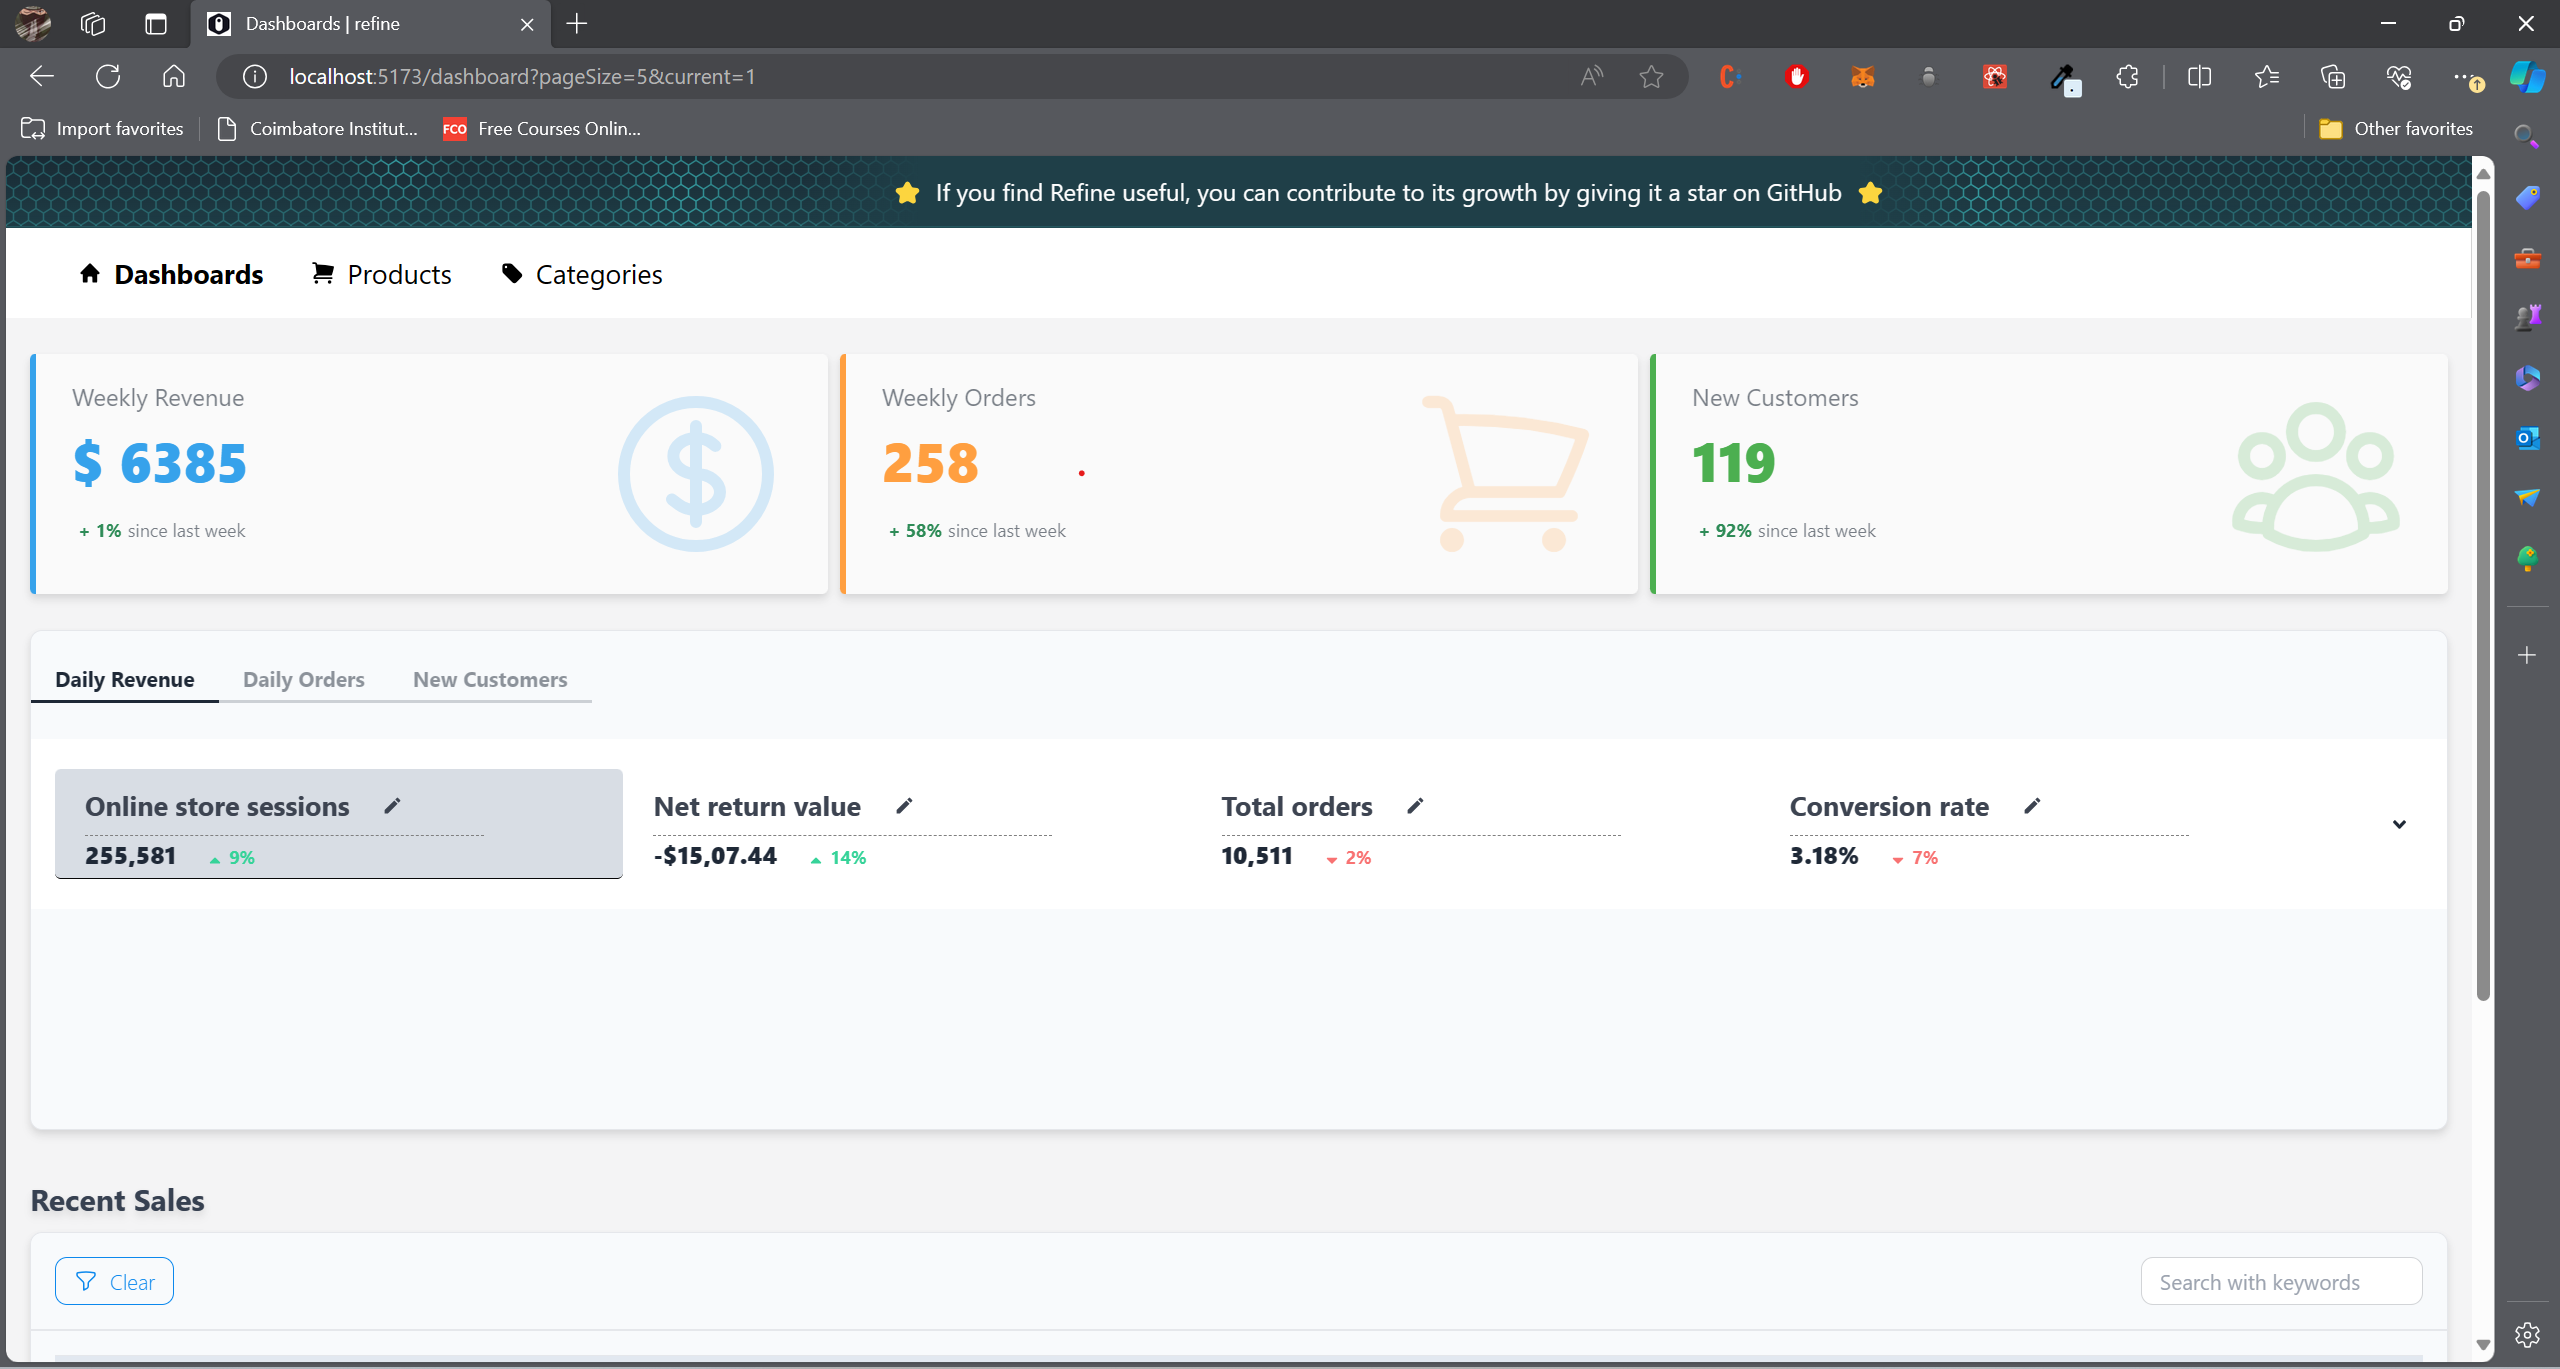 Dashboards | refine
localhost:5173/dashboard?pageSize=5&current=1
Import favorites
Coimbatore Institut...
FCO Free Courses Onlin...
Other favorites
If you find Refine useful, you can contribute to its growth by giving it a star on GitHub
Dashboards Products Categories
Weekly Revenue
$ 6385
+ 1% since last week
Weekly Orders
258
+ 58% since last week
New Customers
119
+ 92% since last week
Daily Revenue Daily Orders New Customers
Online store sessions
255,581 9%
Net return value
-$15,07.44 14%
Total orders
10,511 2%
Conversion rate
3.18% 7%
Recent Sales
Clear
Search with keywords